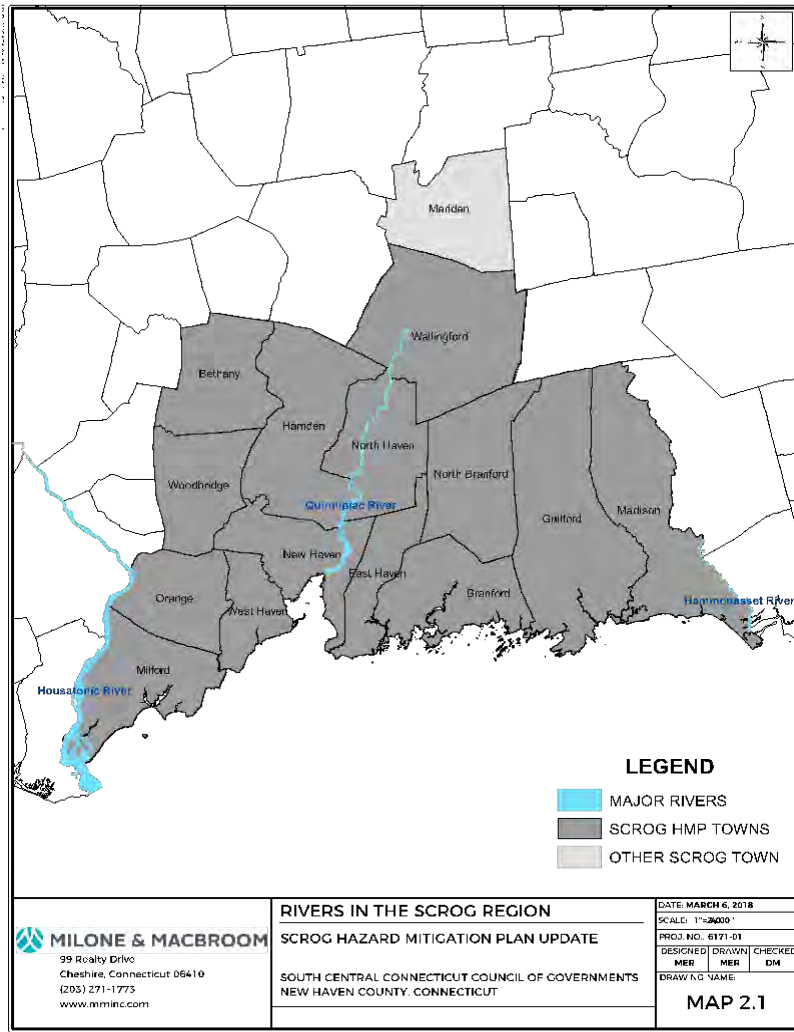 Meriden
Wallingford
Bethany
Hamden
North Haven
Woodbridge
North Branford
Quinnipiac River
Guilford
Madison
New Haven
East Haven
Orange
West Haven
Branford
Hammonasset River
Milford
Housatonic River
LEGEND
MAJOR RIVERS
SCROG HMP TOWNS
OTHER SCROG TOWN
MILONE & MACBROOM
99 Realty Drive
Cheshire, Connecticut 06410
(203) 271-1773
www.mminc.com
RIVERS IN THE SCROG REGION
SCROG HAZARD MITIGATION PLAN UPDATE
SOUTH CENTRAL CONNECTICUT COUNCIL OF GOVERNMENTS
NEW HAVEN COUNTY, CONNECTICUT
DATE: MARCH 6, 2018
SCALE: 1"=
PROJ. NO.: 6171-01
DESIGNED DRAWN CHECKED
MER MER DM
DRAWING NAME:
MAP 2.1